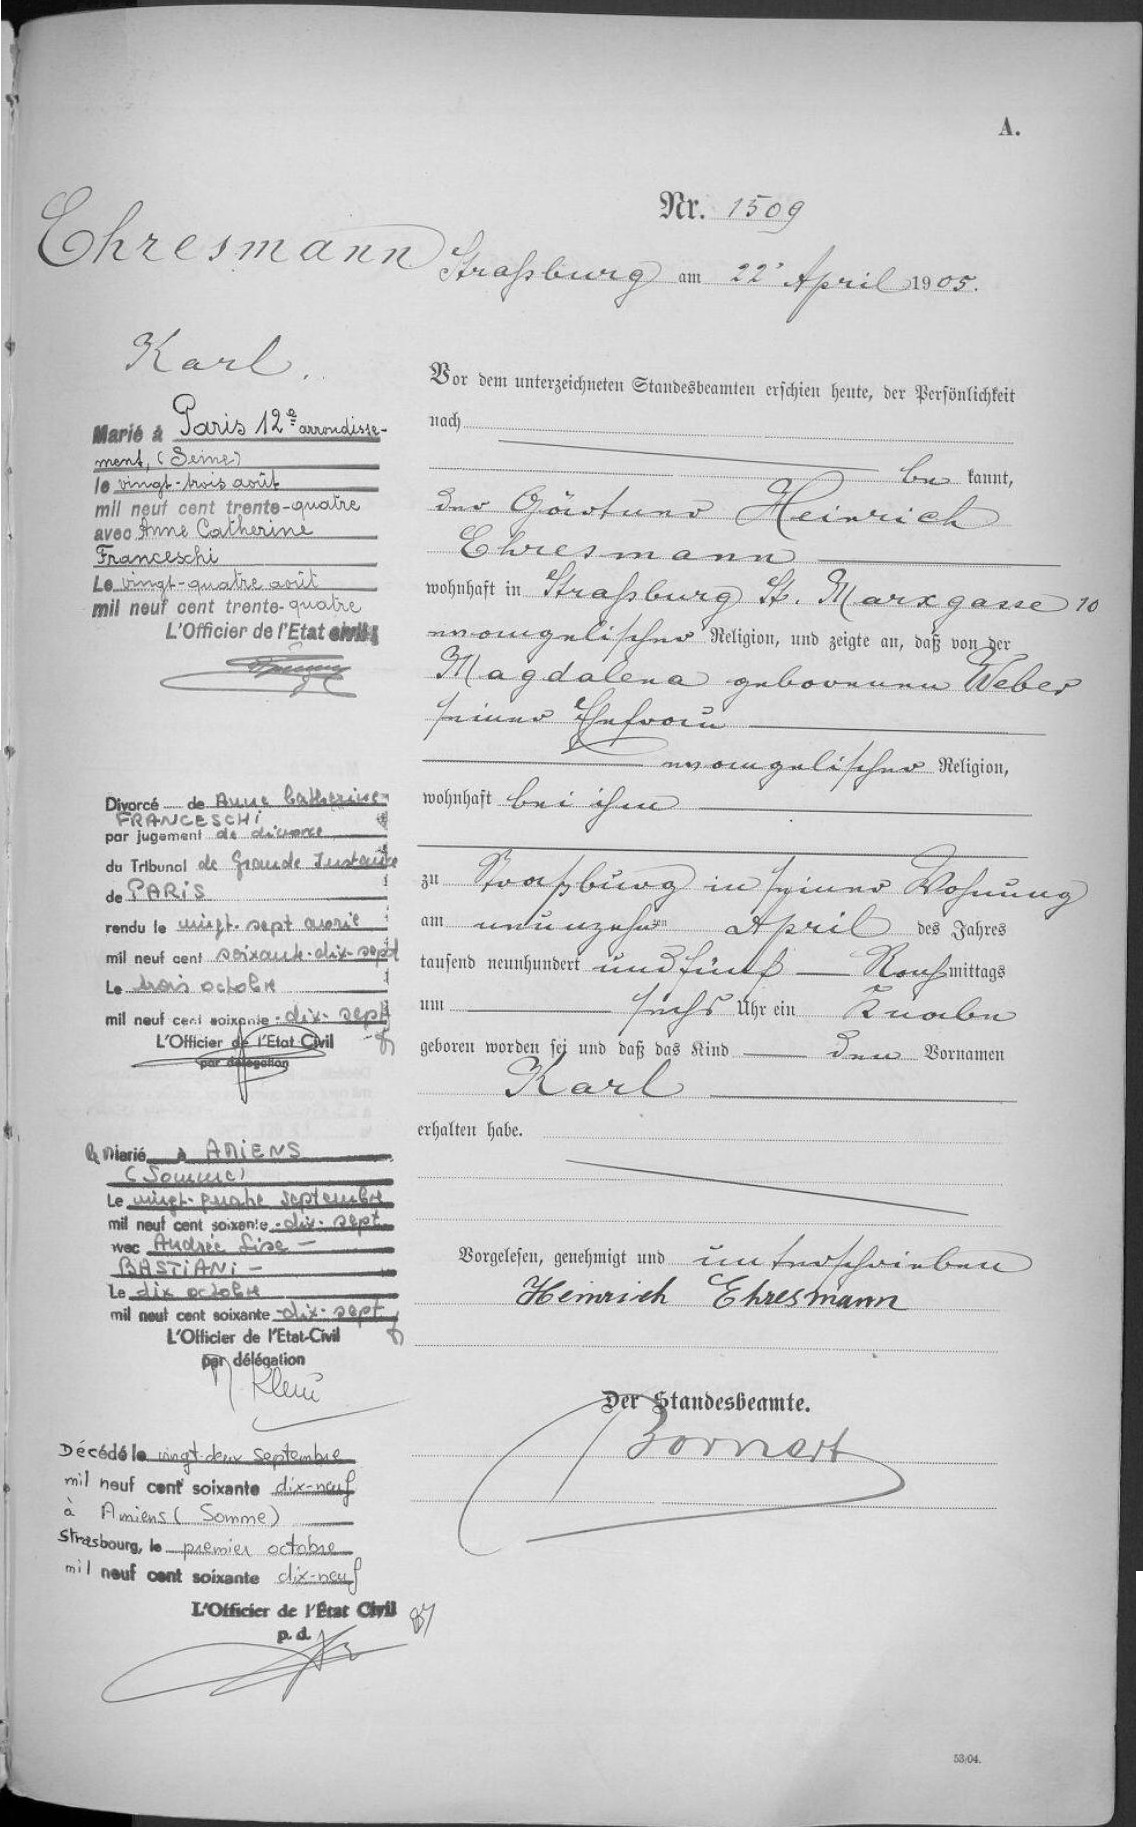 A.
Nr. 1509
Ehresmann
Straßburg am 22' April 1905.
Karl.
Marié à Paris 12e arrondisse-
ment, (Seine)
le vingt-trois août
mil neuf cent trente-quatre
avec Anne Catherine
Franceschi
Le vingt-quatre août
mil neuf cent trente-quatre
L'Officier de l'Etat civil
Divorcé de Anne Catherine
FRANCESCHI
par jugement de divorce
du Tribunal de Grande Instance
de PARIS
rendu le vingt-sept avril
mil neuf cent soixante-dix-sept
Le trois octobre
mil neuf cent soixante-dix-sept
L'Officier de l'Etat Civil
par délégation
Marié à AMIENS
(Somme)
Le vingt-quatre septembre
mil neuf cent soixante-dix-sept
avec Andrée Lise
BASTIANI
Le dix octobre
mil neuf cent soixante-dix-sept
L'Officier de l'Etat-Civil
par délégation
Décédé le vingt-deux septembre
mil neuf cent soixante dix-neuf
à Amiens (Somme)
Strasbourg, le premier octobre
mil neuf cent soixante dix-neuf
L'Officier de l'État Civil
p. d.
Vor dem unterzeichneten Standesbeamten erschien heute, der Persönlichkeit
nach
be kannt,
der Gärtner Heinrich
Ehresmann
wohnhaft in Straßburg St. Marxgasse 10
evangelischer Religion, und zeigte an, daß von der
Magdalena geborenen Weber
seiner Ehefrau
evangelischer Religion,
wohnhaft bei ihm
zu Straßburg in seiner Wohnung
am neunzehnten April des Jahres
tausend neunhundert und fünf Nachmittags
um sechs Uhr ein Knabe
geboren worden sei und daß das Kind den Vornamen
Karl
erhalten habe.
Vorgelesen, genehmigt und unterschrieben
Heinrich Ehresmann
Der Standesbeamte.
53/04.